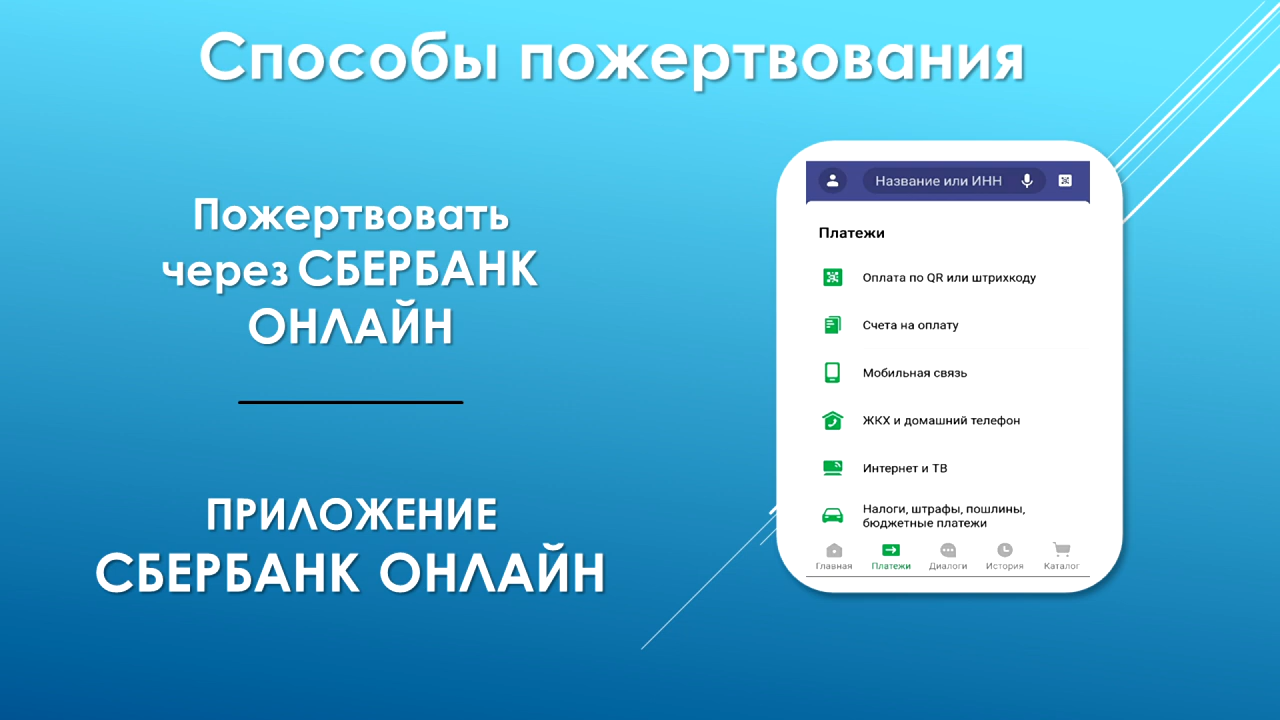 Способы пожертвования
Пожертвовать
через СБЕРБАНК
ОНЛАЙН
ПРИЛОЖЕНИЕ
СБЕРБАНК ОНЛАЙН
Название или ИНН
Платежи
Оплата по QR или штрихкоду
Счета на оплату
Мобильная связь
ЖКХ и домашний телефон
Интернет и ТВ
Налоги, штрафы, пошлины,
бюджетные платежи
Главная Платежи Диалоги История Каталог